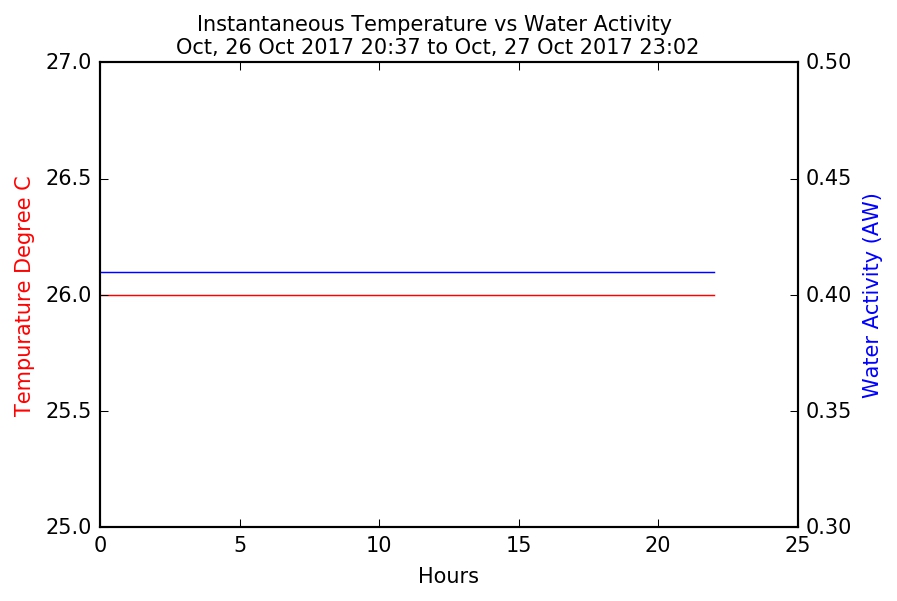 Instantaneous Temperature vs Water Activity
Oct, 26 Oct 2017 20:37 to Oct, 27 Oct 2017 23:02
27.0
26.5
26.0
25.5
25.0
Tempurature Degree C
0.50
0.45
0.40
0.35
0.30
Water Activity (AW)
0 5 10 15 20 25
Hours